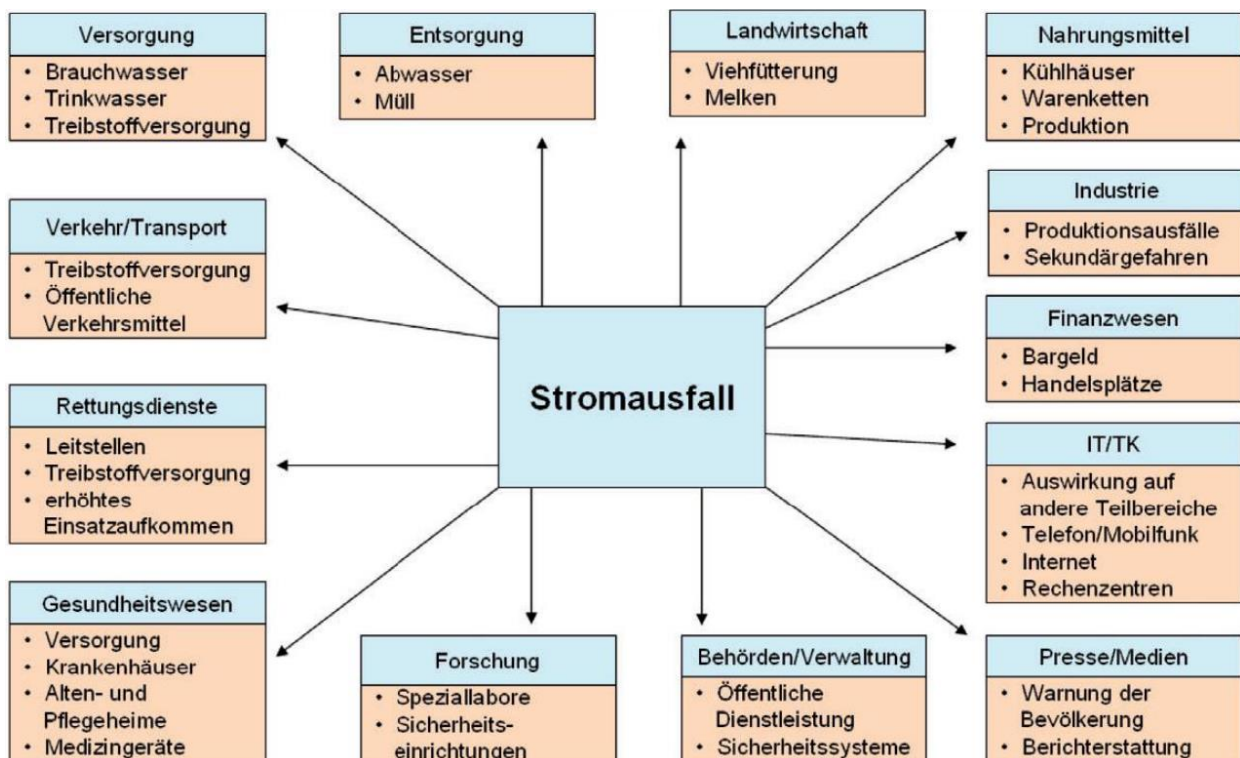 Versorgung
• Brauchwasser
• Trinkwasser
• Treibstoffversorgung
Entsorgung
• Abwasser
• Müll
Landwirtschaft
• Viehfütterung
• Melken
Nahrungsmittel
• Kühlhäuser
• Warenketten
• Produktion
Verkehr/Transport
• Treibstoffversorgung
• Öffentliche
Verkehrsmittel
Industrie
• Produktionsausfälle
• Sekundärgefahren
Stromausfall
Finanzwesen
• Bargeld
• Handelsplätze
Rettungsdienste
• Leitstellen
• Treibstoffversorgung
• erhöhtes
Einsatzaufkommen
IT/TK
• Auswirkung auf
andere Teilbereiche
• Telefon/Mobilfunk
• Internet
• Rechenzentren
Gesundheitswesen
• Versorgung
• Krankenhäuser
• Alten- und
Pflegeheime
• Medizingeräte
Forschung
• Speziallabore
• Sicherheits-
einrichtungen
Behörden/Verwaltung
• Öffentliche
Dienstleistung
• Sicherheitssysteme
Presse/Medien
• Warnung der
Bevölkerung
• Berichterstattung